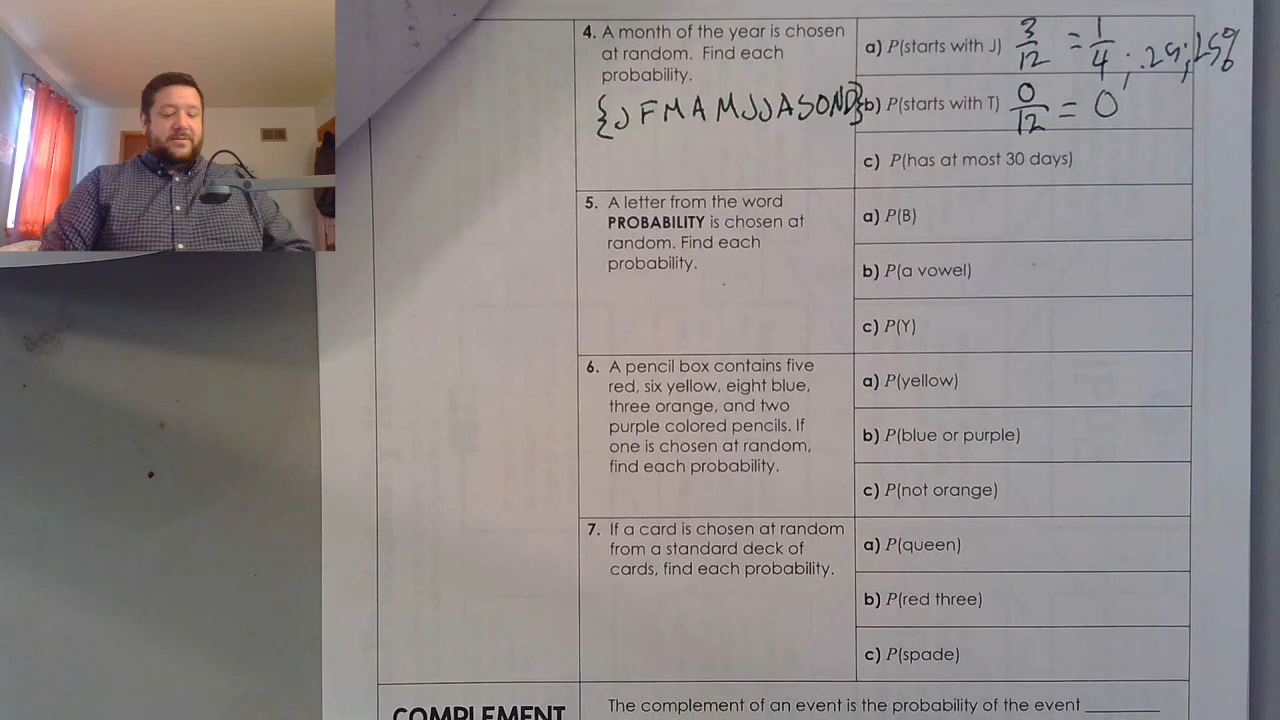 4. A month of the year is chosen
at random. Find each
probability.
{J F M A M J J A S O N D}
a) P(starts with J) 3/12 = 1/4 ; .25 ; 25%
b) P(starts with T) 0/12 = 0
c) P(has at most 30 days)
5. A letter from the word
PROBABILITY is chosen at
random. Find each
probability.
a) P(B)
b) P(a vowel)
c) P(Y)
6. A pencil box contains five
red, six yellow, eight blue,
three orange, and two
purple colored pencils. If
one is chosen at random,
find each probability.
a) P(yellow)
b) P(blue or purple)
c) P(not orange)
7. If a card is chosen at random
from a standard deck of
cards, find each probability.
a) P(queen)
b) P(red three)
c) P(spade)
COMPLEMENT
The complement of an event is the probability of the event ________